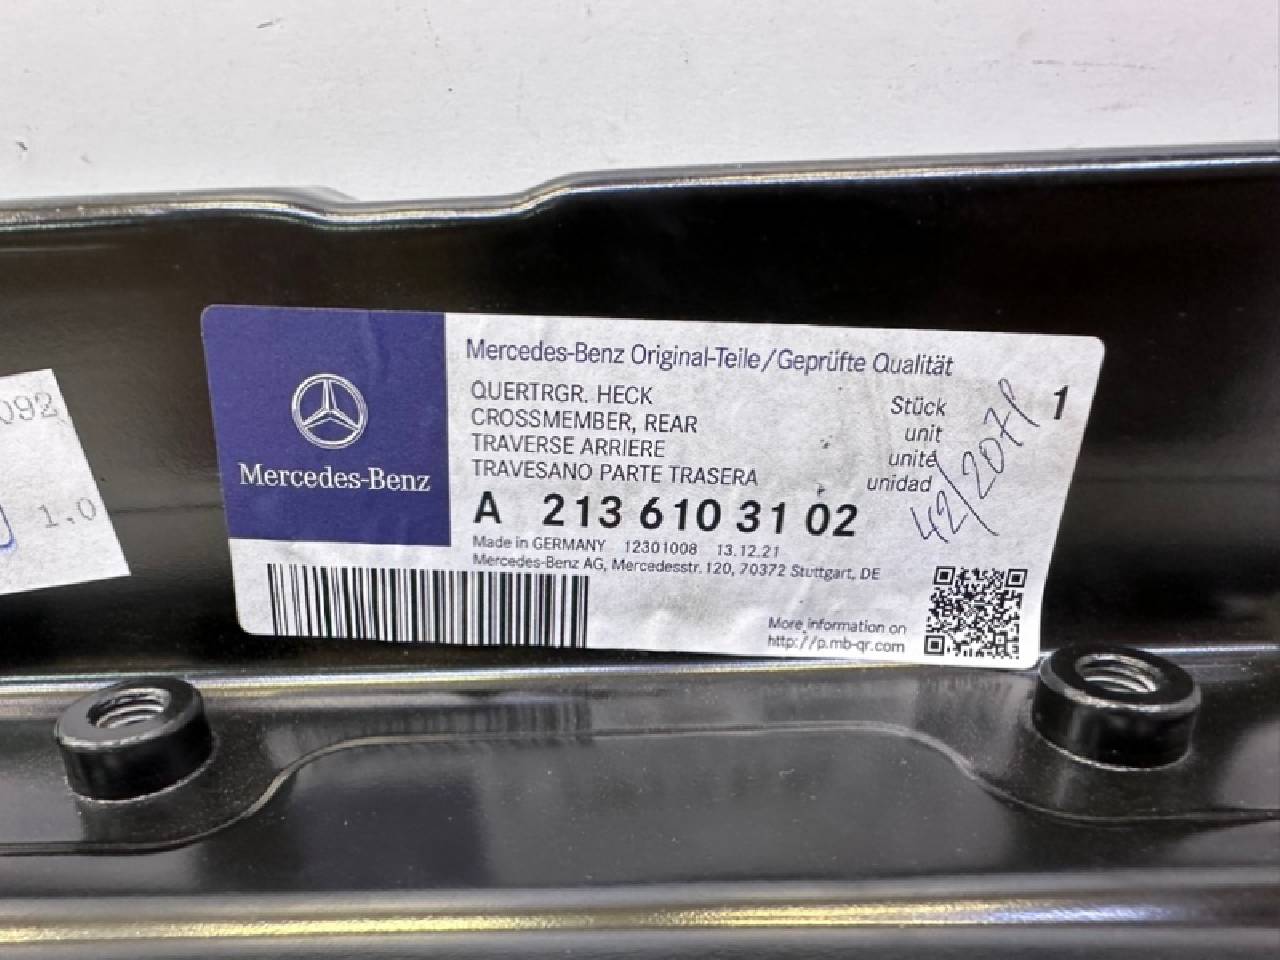 092
1.0
Mercedes-Benz
Mercedes-Benz Original-Teile/Geprüfte Qualität
QUERTRGR. HECK
CROSSMEMBER, REAR
TRAVERSE ARRIERE
TRAVESANO PARTE TRASERA
Stück
unit
unité
unidad
1
A 213 610 31 02
Made in GERMANY 12301008 13.12.21
Mercedes-Benz AG, Mercedesstr. 120, 70372 Stuttgart, DE
More information on
http://p.mb-qr.com